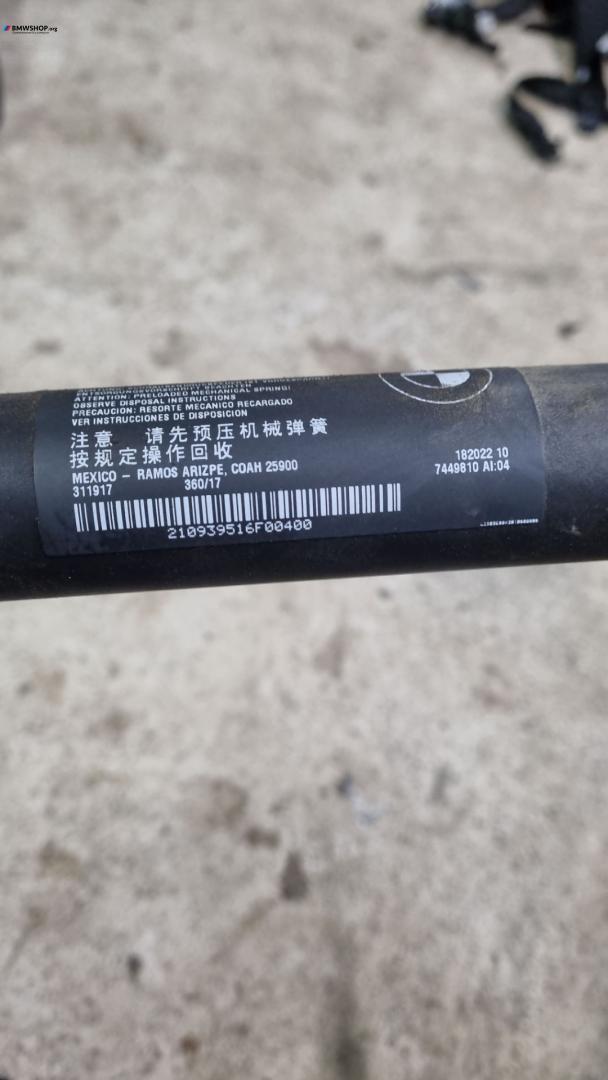 BMWSHOP.org
ATTENTION: PRELOADED MECHANICAL SPRING!
OBSERVE DISPOSAL INSTRUCTIONS
PRECAUCION: RESORTE MECANICO RECARGADO
VER INSTRUCCIONES DE DISPOSICION
注意 请先预压机械弹簧
按规定操作回收
MEXICO - RAMOS ARIZPE, COAH 25900
311917 360/17
182022 10
7449810 AI:04
210939516F00400